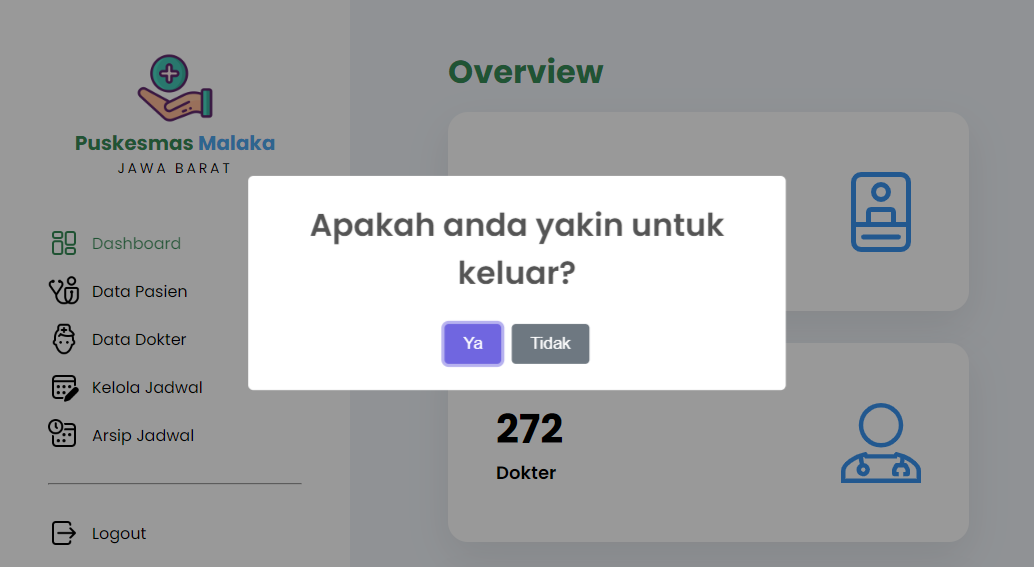 Puskesmas Malaka
JAWA BARAT
Dashboard
Data Pasien
Data Dokter
Kelola Jadwal
Arsip Jadwal
Logout
Overview
Apakah anda yakin untuk
keluar?
Ya
Tidak
272
Dokter